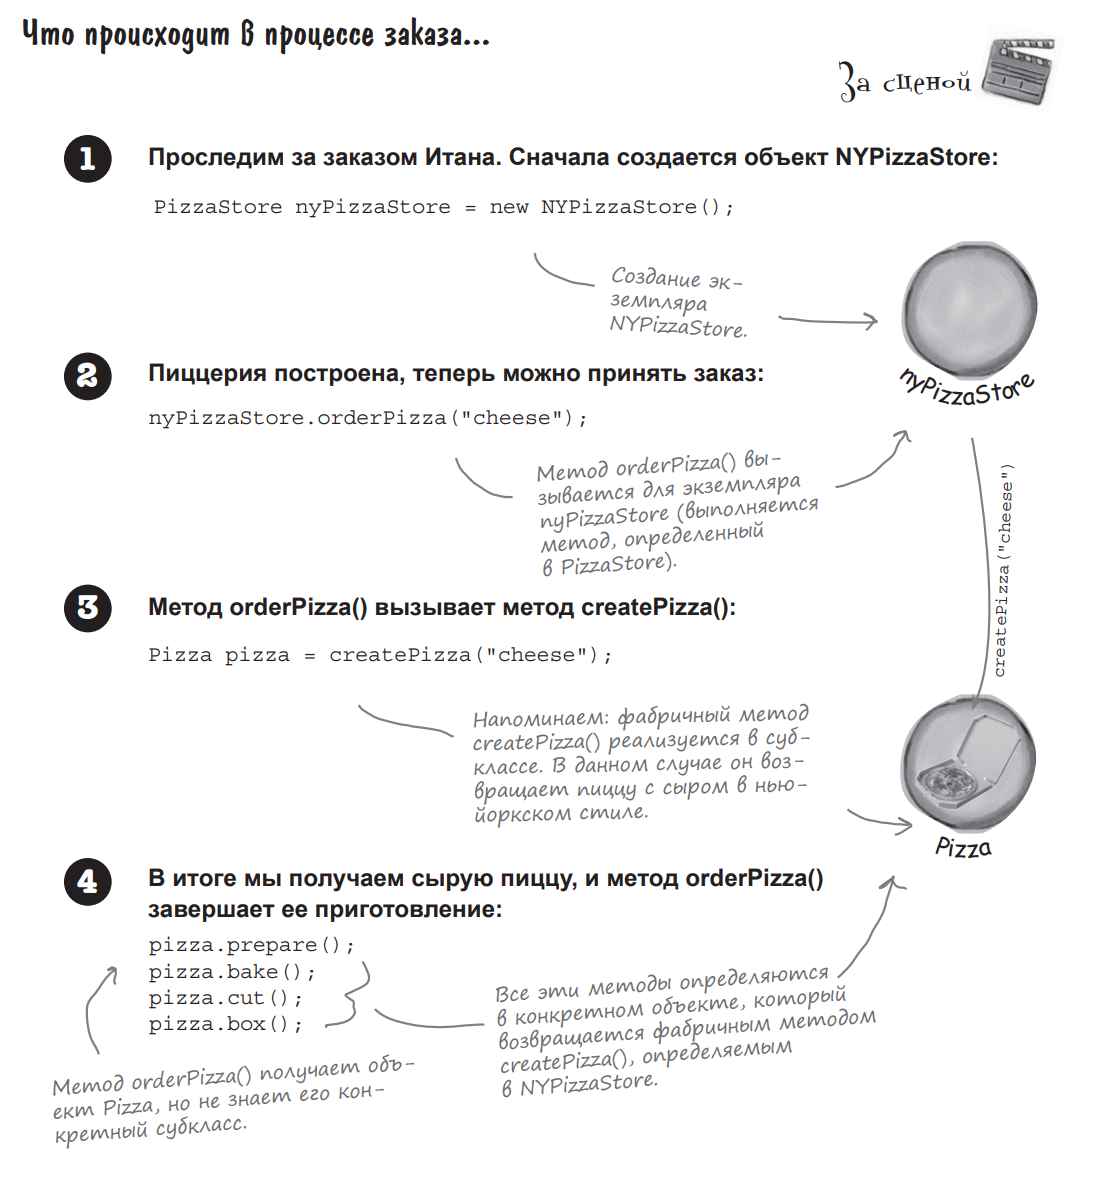 Что происходит в процессе заказа...
За сценой
1 Проследим за заказом Итана. Сначала создается объект NYPizzaStore:
PizzaStore nyPizzaStore = new NYPizzaStore();
Создание эк-
земпляра
NYPizzaStore.
nyPizzaStore
2 Пиццерия построена, теперь можно принять заказ:
nyPizzaStore.orderPizza("cheese");
Метод orderPizza() вы-
зывается для экземпляра
nyPizzaStore (выполняется
метод, определенный
в PizzaStore).
createPizza("cheese")
3 Метод orderPizza() вызывает метод createPizza():
Pizza pizza = createPizza("cheese");
Напоминаем: фабричный метод
createPizza() реализуется в суб-
классе. В данном случае он воз-
вращает пиццу с сыром в нью-
йоркском стиле.
Pizza
4 В итоге мы получаем сырую пиццу, и метод orderPizza()
завершает ее приготовление:
pizza.prepare();
pizza.bake();
pizza.cut();
pizza.box();
Все эти методы определяются
в конкретном объекте, который
возвращается фабричным методом
createPizza(), определяемым
в NYPizzaStore.
Метод orderPizza() получает объ-
ект Pizza, но не знает его кон-
кретный субкласс.